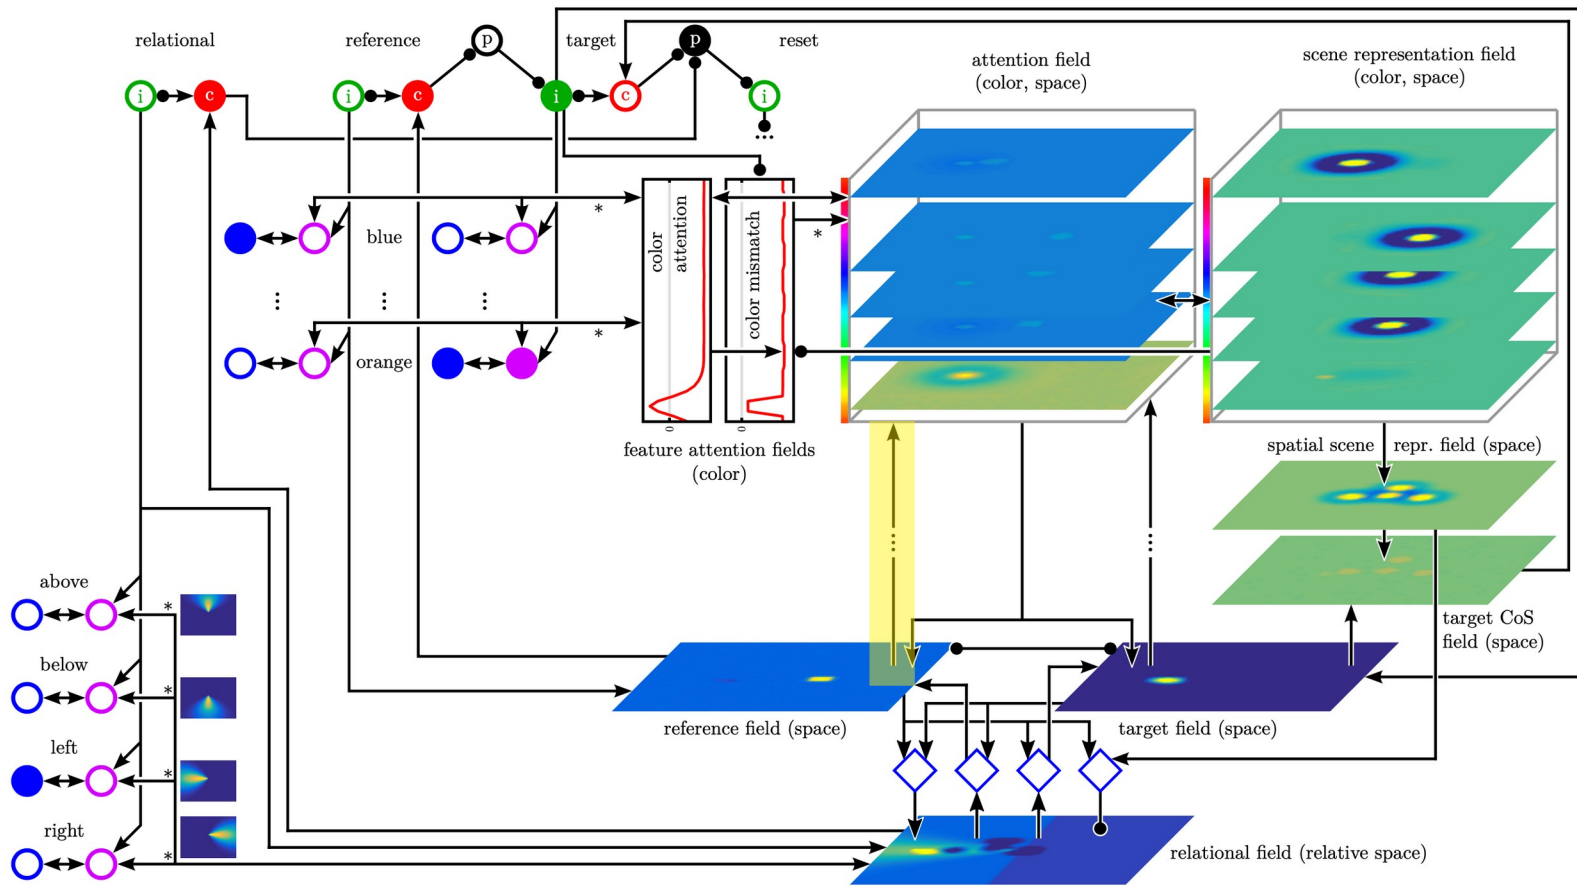 relational
reference
p
target
p
reset
attention field
(color, space)
scene representation field
(color, space)
i
c
i
c
i
c
i
...
*
*
blue
color
attention
color mismatch
⋮
⋮
⋮
*
orange
0
0
feature attention fields
(color)
spatial scene
repr. field (space)
...
...
above
*
target CoS
field (space)
below
*
reference field (space)
target field (space)
left
*
right
*
relational field (relative space)